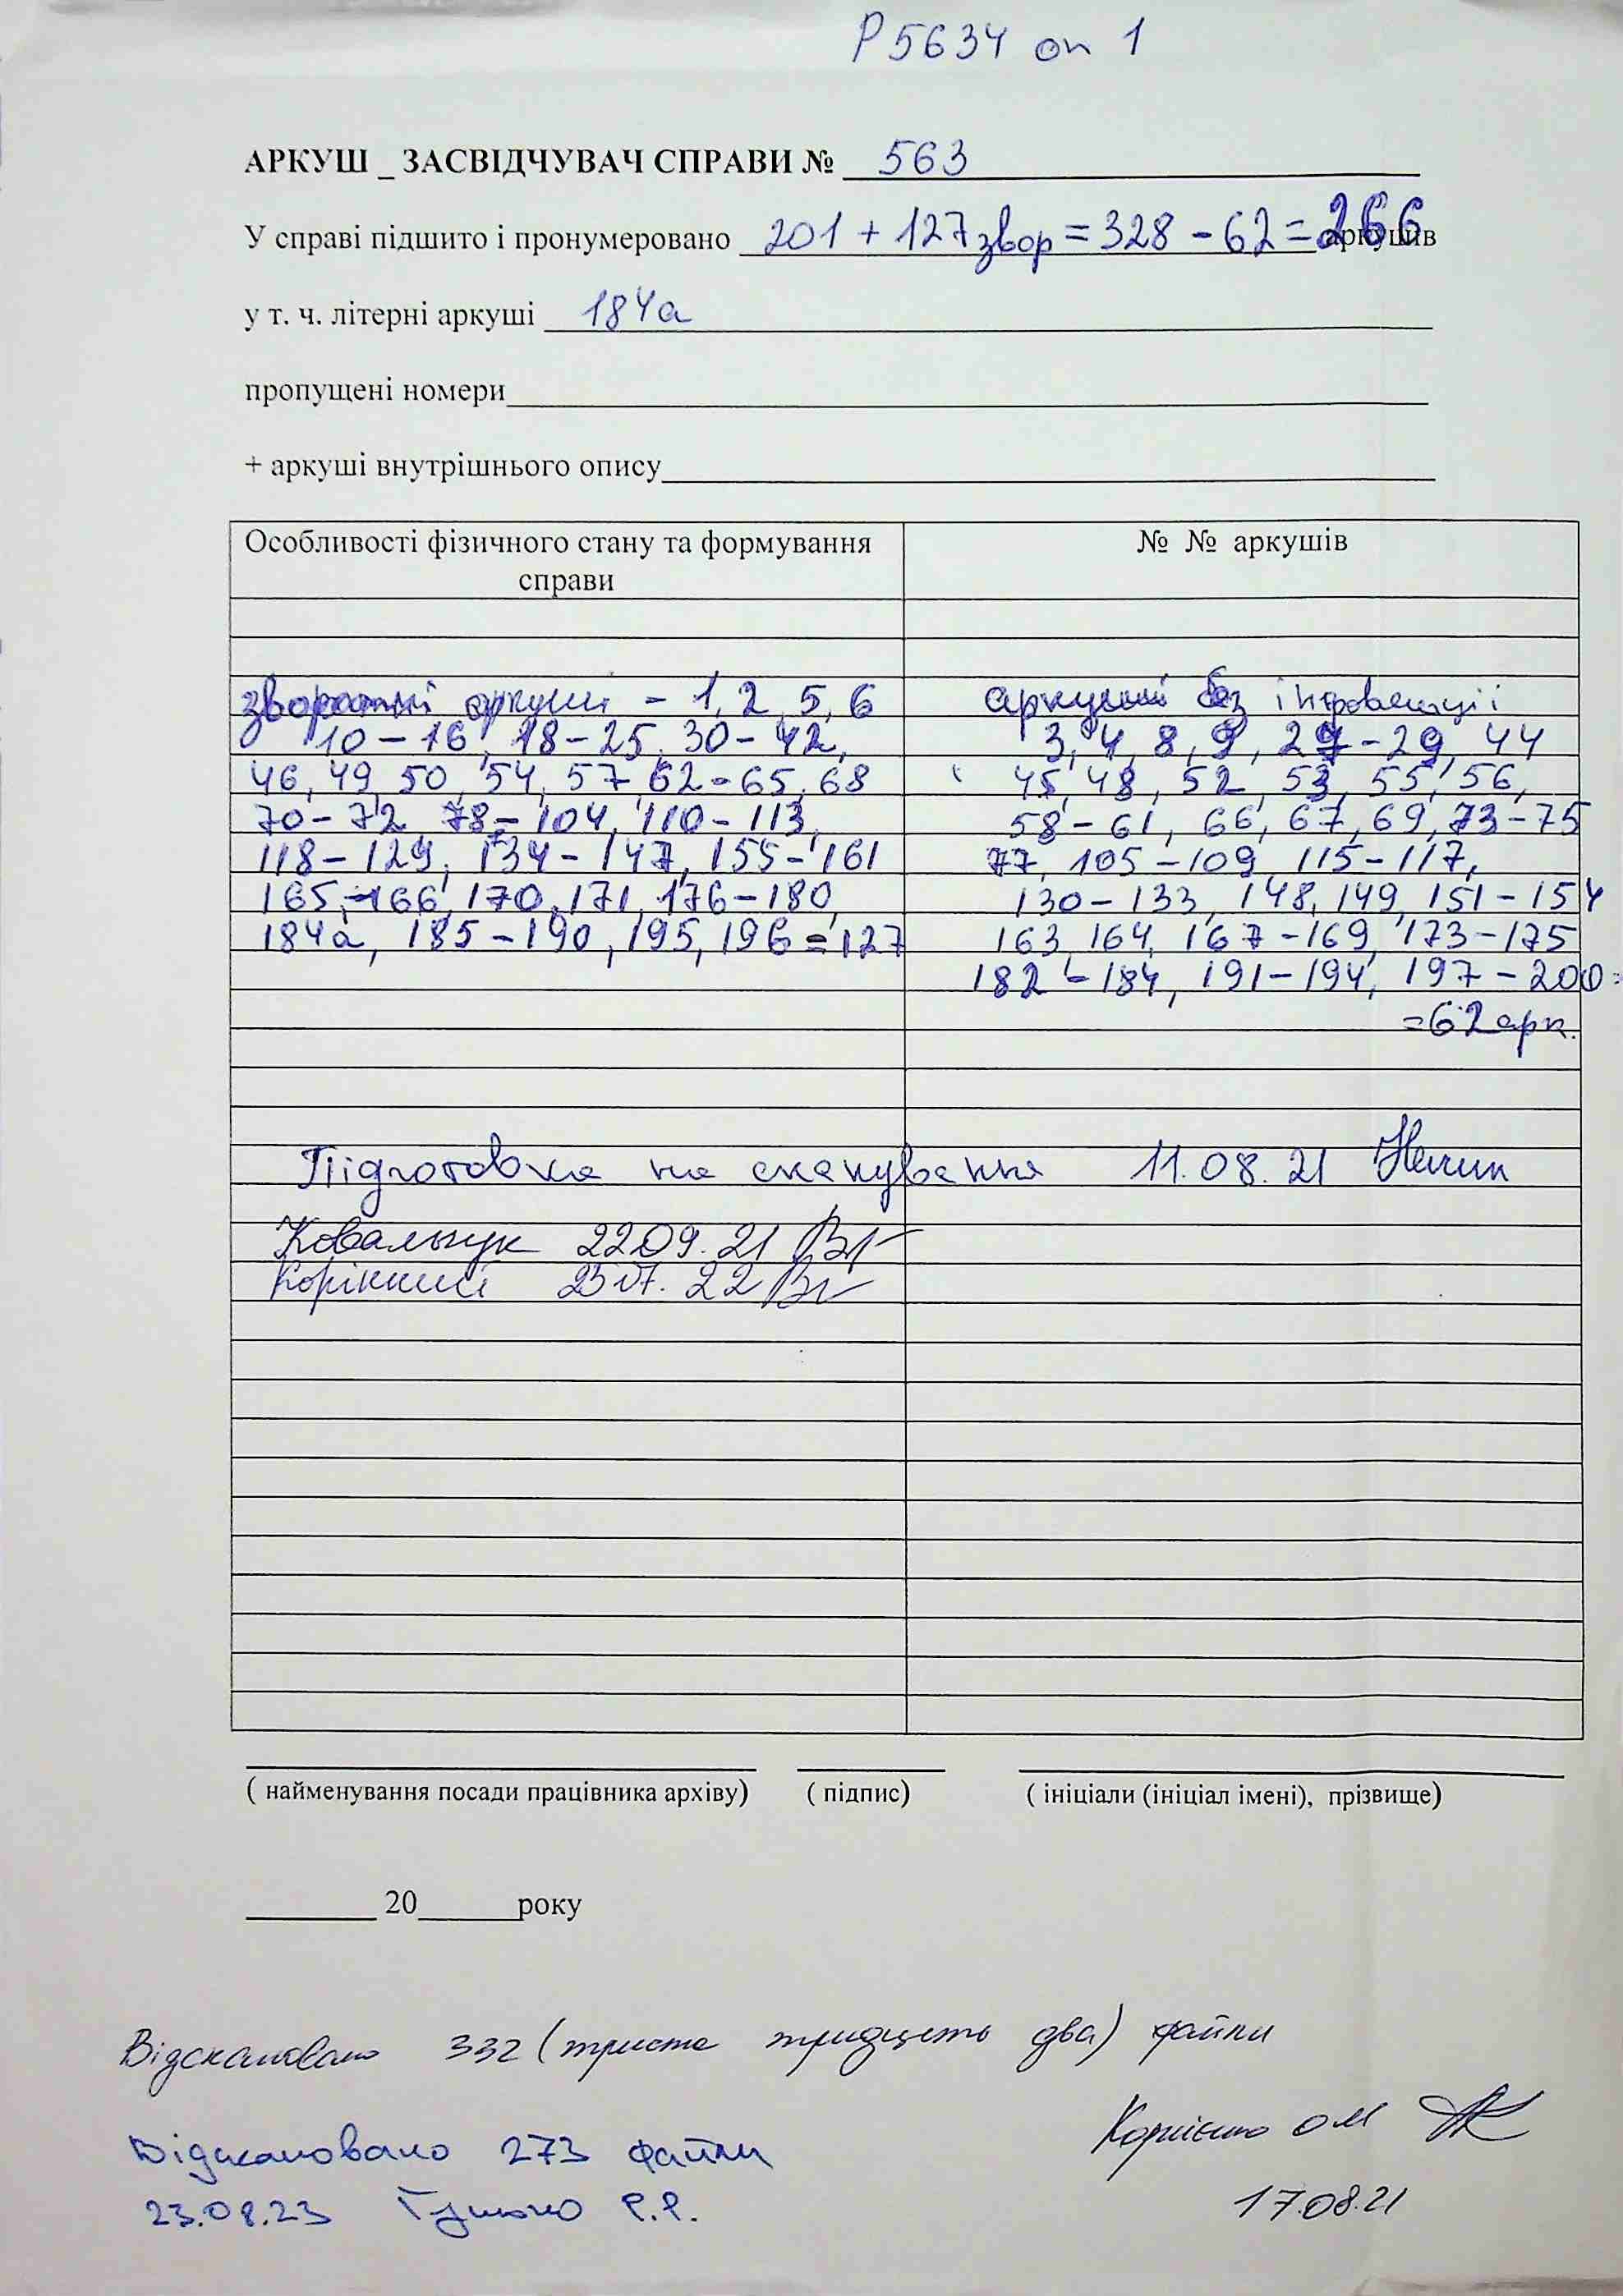 Р5634 оп 1
АРКУШ _ ЗАСВІДЧУВАЧ СПРАВИ № 563
У справі підшито і пронумеровано 201 + 127 звор = 328 - 62 = 266 аркушів
у т. ч. літерні аркуші 184а
пропущені номери
+ аркуші внутрішнього опису
Особливості фізичного стану та формування справи
№ № аркушів
зворотні аркуші - 1, 2, 5, 6
10-16, 18-25, 30-42,
46, 49, 50, 54, 57, 62-65, 68
70-72, 78-104, 110-113,
118-129, 134-147, 155-161
165-166, 170, 171, 176-180,
184а, 185-190, 195, 196 = 127
аркуші без інформації
3, 4, 8, 9, 27-29, 44
45, 48, 52, 53, 55, 56,
58-61, 66, 67, 69, 73-75
77, 105-109, 115-117,
130-133, 148, 149, 151-154
163, 164, 167-169, 173-175
182-184, 191-194, 197-200 =
= 62 арк.
Підготовка на сканування 11.08.21
Ковальчук 22.09.21
23.07.22
( найменування посади працівника архіву) ( підпис) ( ініціали (ініціал імені), прізвище)
20 року
Відскановано 332 (триста тридцять два) файли
Корнієнко ОМ
17.08.21
Відскановано 273 файли
23.08.23 Р.Р.